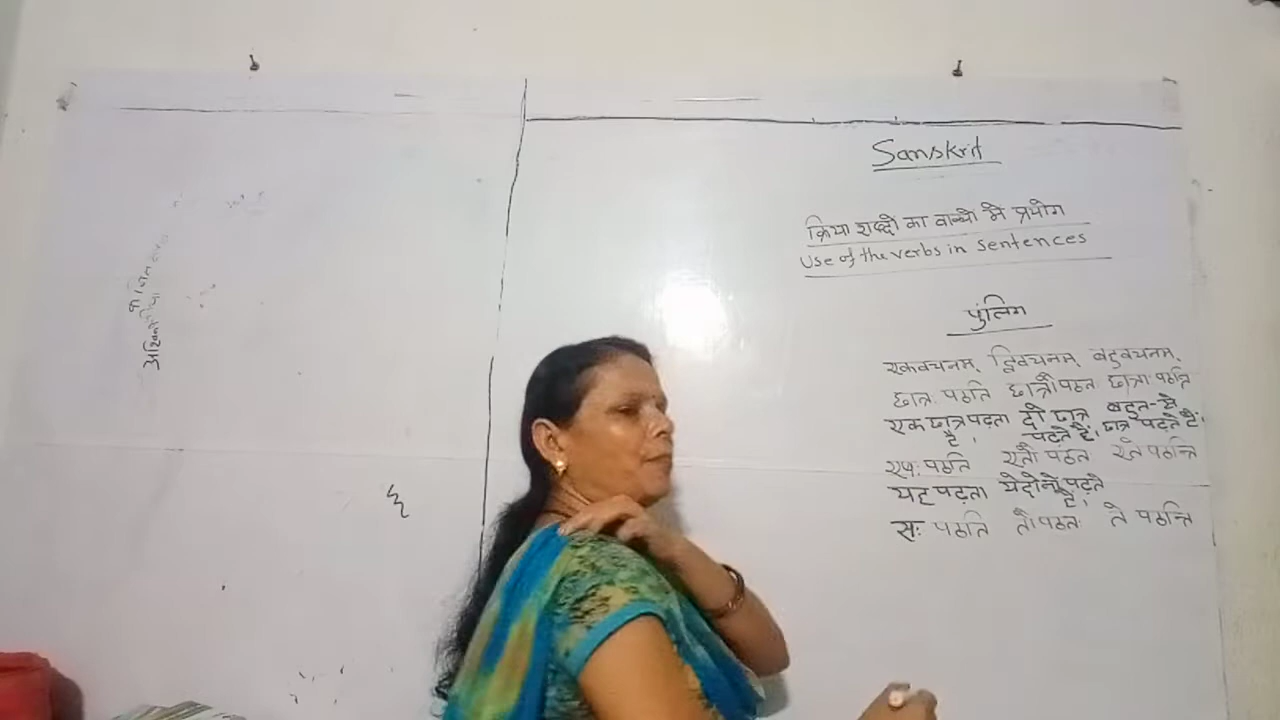 Sanskrit
क्रिया शब्दो का वाक्यो मे प्रयोग
Use of the verbs in sentences
पुंलिंग
एकवचनम् द्विवचनम् बहुवचनम्
छात्रः पठति छात्रौ पठतः छात्राः पठन्ति
एक छात्र पढ़ता दो छात्र बहुत-से
है। पढ़ते हैं। छात्र पढ़ते हैं।
एषः पठति एतौ पठतः एते पठन्ति
यह पढ़ता ये दोनो पढ़ते
है।
सः पठति तौ पठतः ते पठन्ति